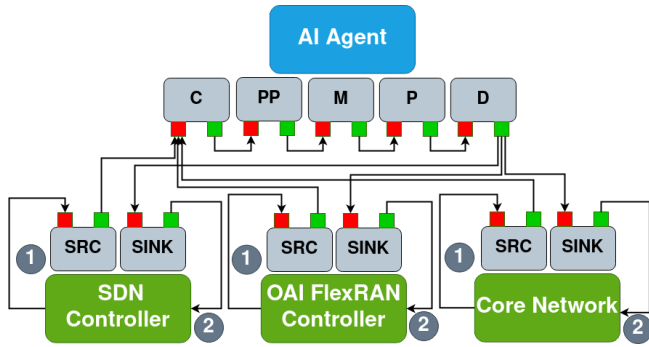 AI Agent
C
PP
M
P
D
SRC
SINK
SRC
SINK
SRC
SINK
1
1
1
SDN
Controller
OAI FlexRAN
Controller
Core Network
2
2
2